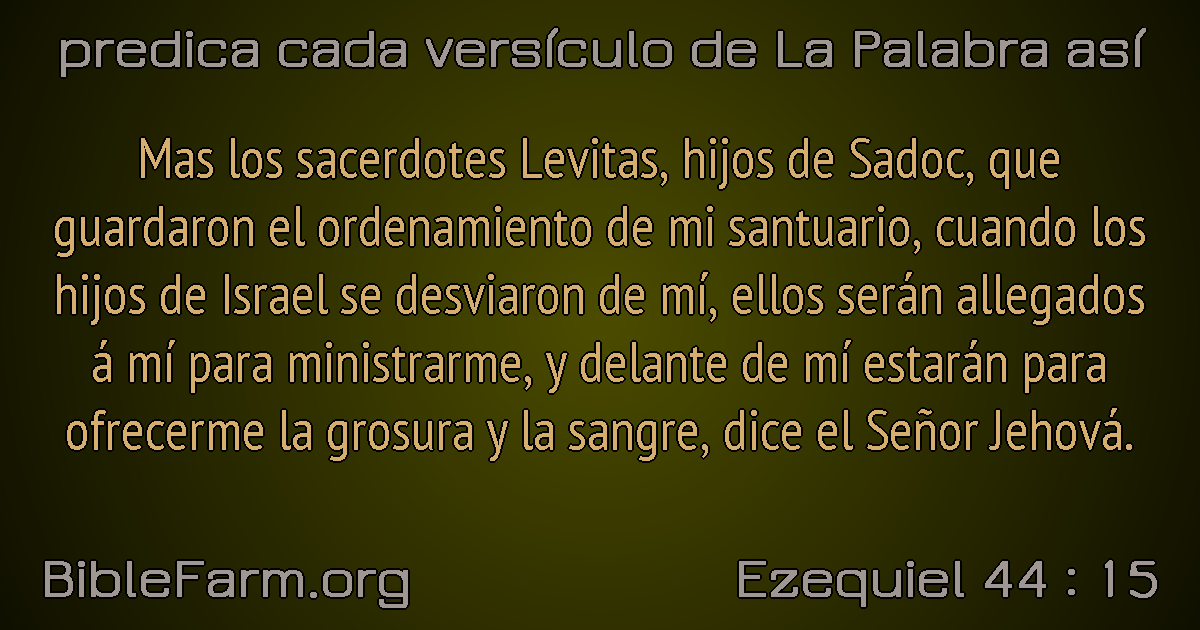 predica cada versículo de La Palabra así
Mas los sacerdotes Levitas, hijos de Sadoc, que
guardaron el ordenamiento de mi santuario, cuando los
hijos de Israel se desviaron de mí, ellos serán allegados
á mí para ministrarme, y delante de mí estarán para
ofrecerme la grosura y la sangre, dice el Señor Jehová.
BibleFarm.org
Ezequiel 44 : 15